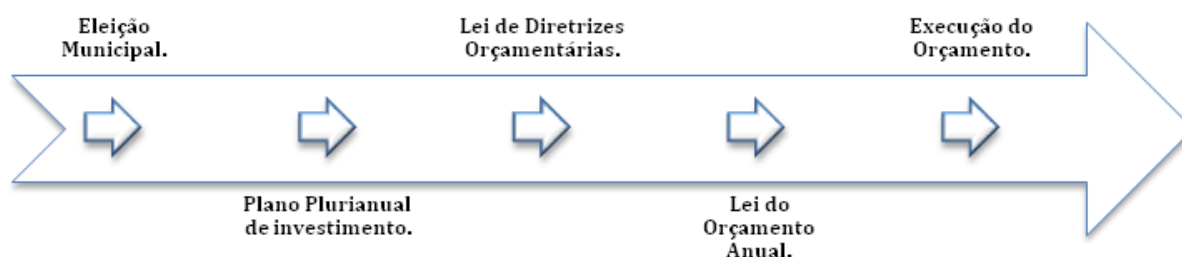 Eleição
Municipal.
Plano Plurianual
de investimento.
Lei de Diretrizes
Orçamentárias.
Lei do
Orçamento
Anual.
Execução do
Orçamento.